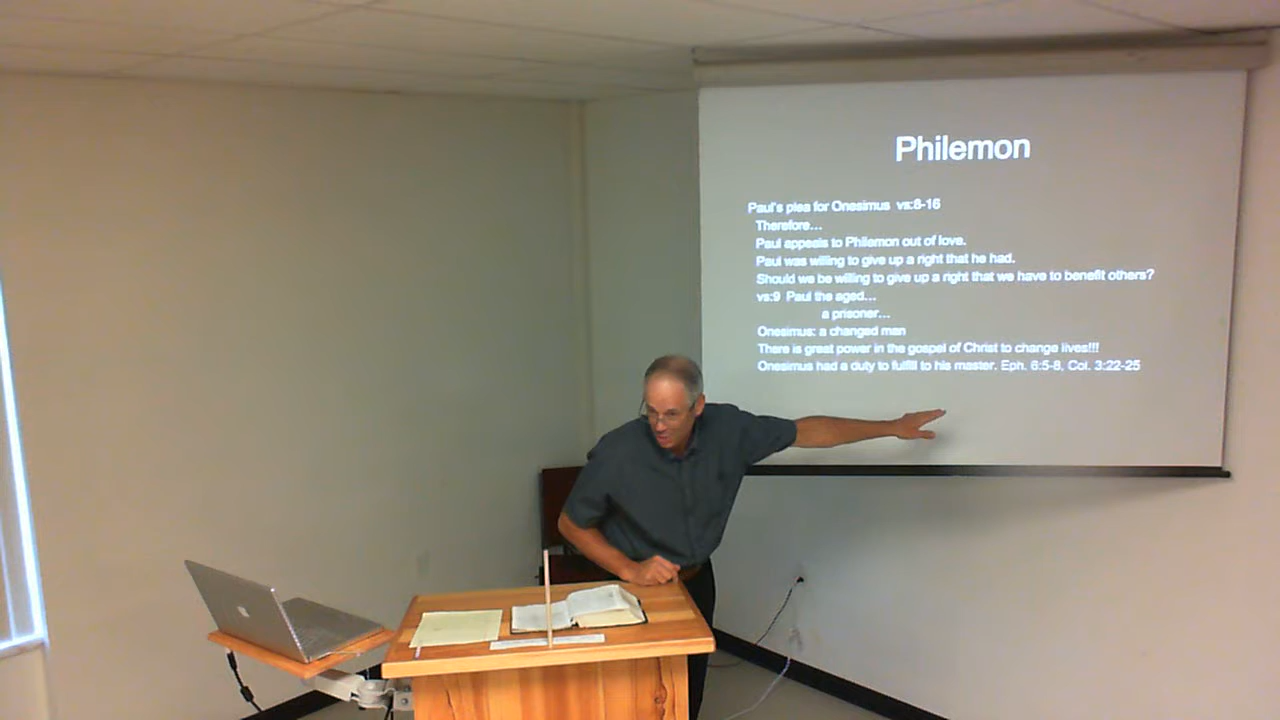 Philemon
Paul's plea for Onesimus vs:8-16
Therefore...
Paul appeals to Philemon out of love.
Paul was willing to give up a right that he had.
Should we be willing to give up a right that we have to benefit others?
vs:9 Paul the aged...
a prisoner...
Onesimus: a changed man
There is great power in the gospel of Christ to change lives!!!
Onesimus had a duty to fulfill to his master. Eph. 6:5-8, Col. 3:22-25